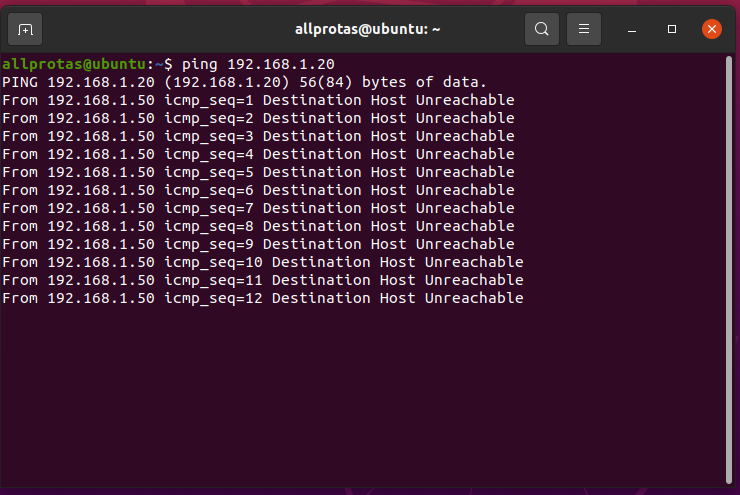 allprotas@ubuntu: ~
allprotas@ubuntu:~$ ping 192.168.1.20
PING 192.168.1.20 (192.168.1.20) 56(84) bytes of data.
From 192.168.1.50 icmp_seq=1 Destination Host Unreachable
From 192.168.1.50 icmp_seq=2 Destination Host Unreachable
From 192.168.1.50 icmp_seq=3 Destination Host Unreachable
From 192.168.1.50 icmp_seq=4 Destination Host Unreachable
From 192.168.1.50 icmp_seq=5 Destination Host Unreachable
From 192.168.1.50 icmp_seq=6 Destination Host Unreachable
From 192.168.1.50 icmp_seq=7 Destination Host Unreachable
From 192.168.1.50 icmp_seq=8 Destination Host Unreachable
From 192.168.1.50 icmp_seq=9 Destination Host Unreachable
From 192.168.1.50 icmp_seq=10 Destination Host Unreachable
From 192.168.1.50 icmp_seq=11 Destination Host Unreachable
From 192.168.1.50 icmp_seq=12 Destination Host Unreachable